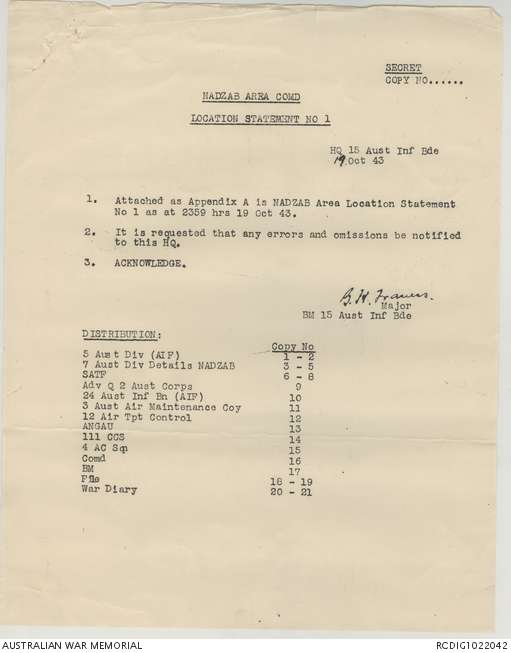 SECRET
COPY NO......
NADZAB AREA COMD
LOCATION STATEMENT NO 1
HQ 15 Aust Inf Bde
19 Oct 43
1. Attached as Appendix A is NADZAB Area Location Statement
No 1 as at 2359 hrs 19 Oct 43.
2. It is requested that any errors and omissions be notified
to this HQ.
3. ACKNOWLEDGE.
B.H. Travers.
Major
BM 15 Aust Inf Bde
DISTRIBUTION:
Copy No
5 Aust Div (AIF) 1 - 2
7 Aust Div Details NADZAB 3 - 5
SATF 6 - 8
Adv Q 2 Aust Corps 9
24 Aust Inf Bn (AIF) 10
3 Aust Air Maintenance Coy 11
12 Air Tpt Control 12
ANGAU 13
111 CCS 14
4 AC Sqn 15
Comd 16
BM 17
File 18 - 19
War Diary 20 - 21
AUSTRALIAN WAR MEMORIAL
RCDIG1022042